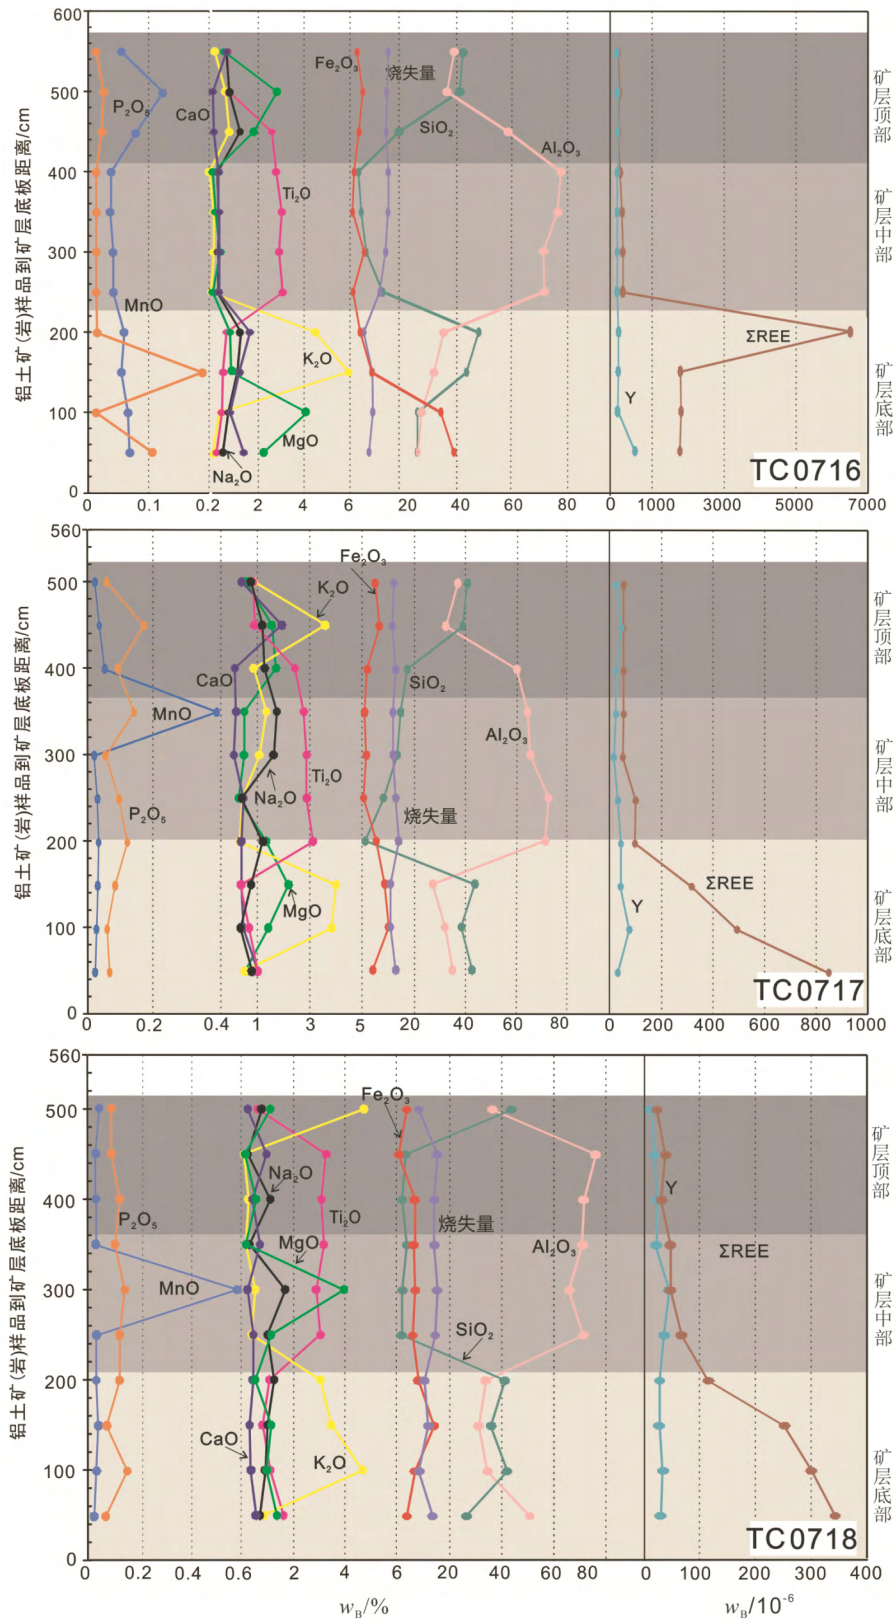 600
500
400
300
200
100
0
铝土矿(岩)样品到矿层底板距离/cm
P₂O₅
CaO
Fe₂O₃
烧失量
SiO₂
Al₂O₃
Ti₂O
MnO
K₂O
MgO
Na₂O
ΣREE
Y
矿层顶部
矿层中部
矿层底部
TC0716
0 0.1 0.2 2 4 6 20 40 60 80 0 1000 3000 5000 7000
560
500
400
300
200
100
0
铝土矿(岩)样品到矿层底板距离/cm
Fe₂O₃
K₂O
CaO
SiO₂
MnO
Al₂O₃
Ti₂O
Na₂O
P₂O₅
烧失量
MgO
ΣREE
Y
矿层顶部
矿层中部
矿层底部
TC0717
0 0.2 0.4 1 3 5 20 40 60 80 0 200 400 600 800 1000
560
500
400
300
200
100
0
铝土矿(岩)样品到矿层底板距离/cm
Fe₂O₃
Na₂O
P₂O₅
Ti₂O
烧失量
MgO
Al₂O₃
MnO
SiO₂
CaO
K₂O
Y
ΣREE
矿层顶部
矿层中部
矿层底部
TC0718
0 0.2 0.4 0.6 2 4 6 20 40 60 80 0 100 200 300 400
w_B/%
w_B/10⁻⁶